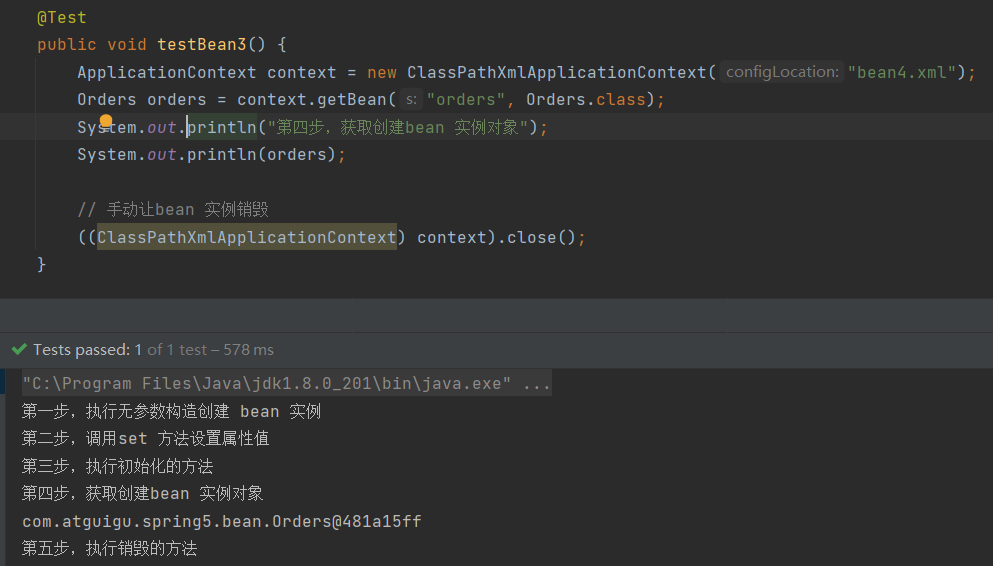 @Test
public void testBean3() {
ApplicationContext context = new ClassPathXmlApplicationContext( configLocation: "bean4.xml");
Orders orders = context.getBean( s: "orders", Orders.class);
System.out.println("第四步，获取创建bean 实例对象");
System.out.println(orders);
// 手动让bean 实例销毁
((ClassPathXmlApplicationContext) context).close();
}
Tests passed: 1 of 1 test – 578 ms
"C:\Program Files\Java\jdk1.8.0_201\bin\java.exe" ...
第一步，执行无参数构造创建 bean 实例
第二步，调用set 方法设置属性值
第三步，执行初始化的方法
第四步，获取创建bean 实例对象
com.atguigu.spring5.bean.Orders@481a15ff
第五步，执行销毁的方法